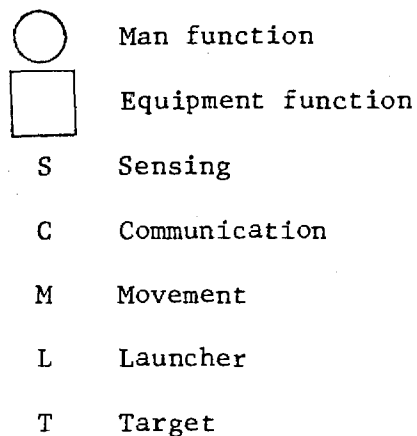 Man function
Equipment function
S Sensing
C Communication
M Movement
L Launcher
T Target